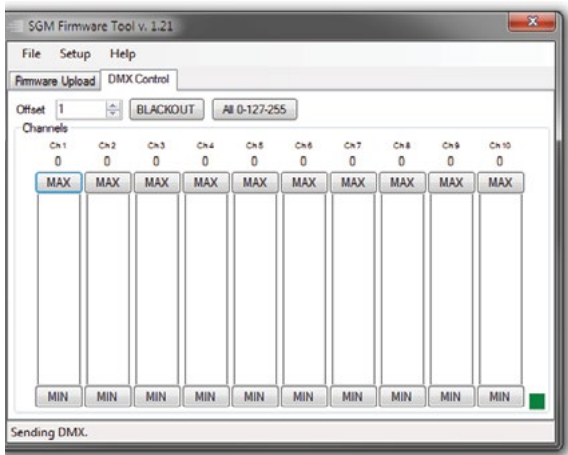 SGM Firmware Tool v. 1.21
x
File Setup Help
Firmware Upload DMX Control
Offset 1 BLACKOUT All 0-127-255
Channels
Ch 1 Ch 2 Ch 3 Ch 4 Ch 5 Ch 6 Ch 7 Ch 8 Ch 9 Ch 10
0 0 0 0 0 0 0 0 0 0
MAX MAX MAX MAX MAX MAX MAX MAX MAX MAX
MIN MIN MIN MIN MIN MIN MIN MIN MIN MIN
Sending DMX.